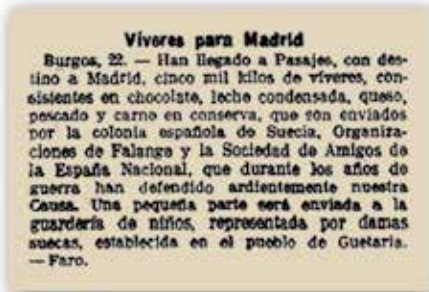 Víveres para Madrid
Burgos, 22. — Han llegado a Pasajes, con des-
tino a Madrid, cinco mil kilos de víveres, con-
sistentes en chocolate, leche condensada, queso,
pescado y carne en conserva, que son enviados
por la colonia española de Suecia, Organiza-
ciones de Falange y la Sociedad de Amigos de
la España Nacional, que durante los años de
guerra han defendido ardientemente nuestra
Causa. Una pequeña parte será enviada a la
guardería de niños, representada por damas
suecas, establecida en el pueblo de Guetaria.
— Faro.